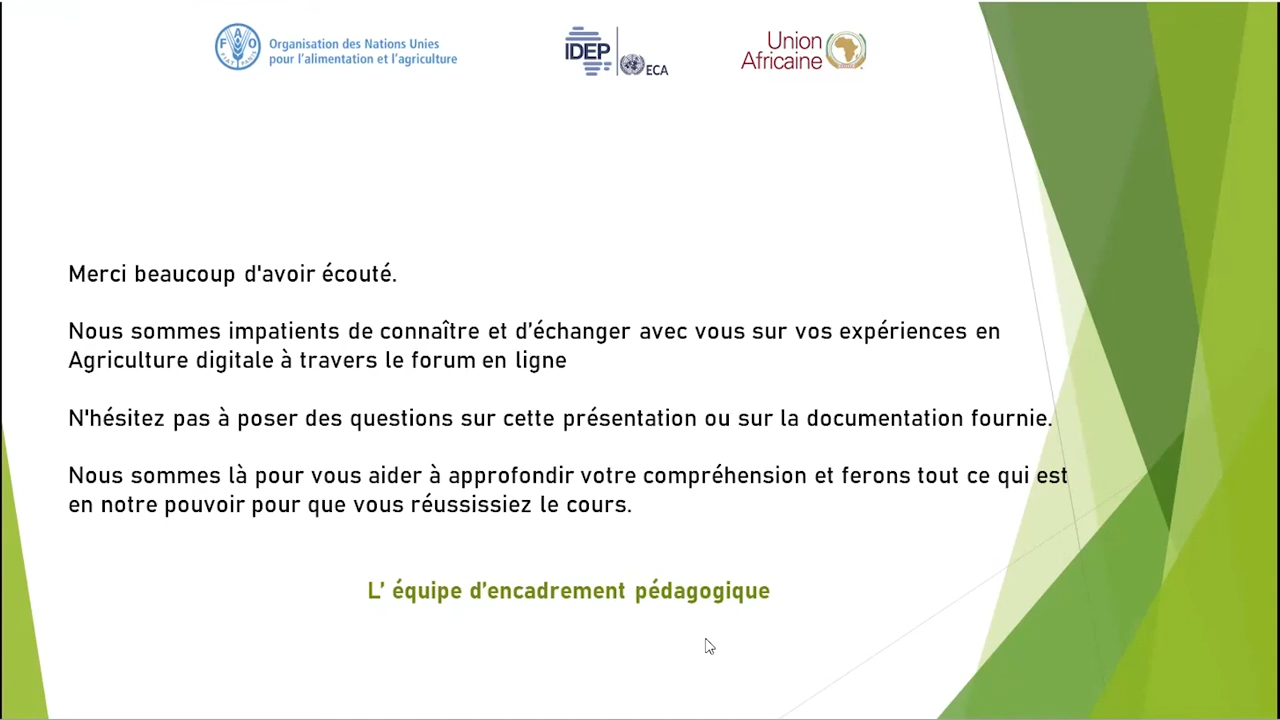 Organisation des Nations Unies
pour l'alimentation et l'agriculture
IDEP
ECA
Union
Africaine
Merci beaucoup d'avoir écouté.
Nous sommes impatients de connaître et d’échanger avec vous sur vos expériences en
Agriculture digitale à travers le forum en ligne
N'hésitez pas à poser des questions sur cette présentation ou sur la documentation fournie.
Nous sommes là pour vous aider à approfondir votre compréhension et ferons tout ce qui est
en notre pouvoir pour que vous réussissiez le cours.
L’ équipe d’encadrement pédagogique